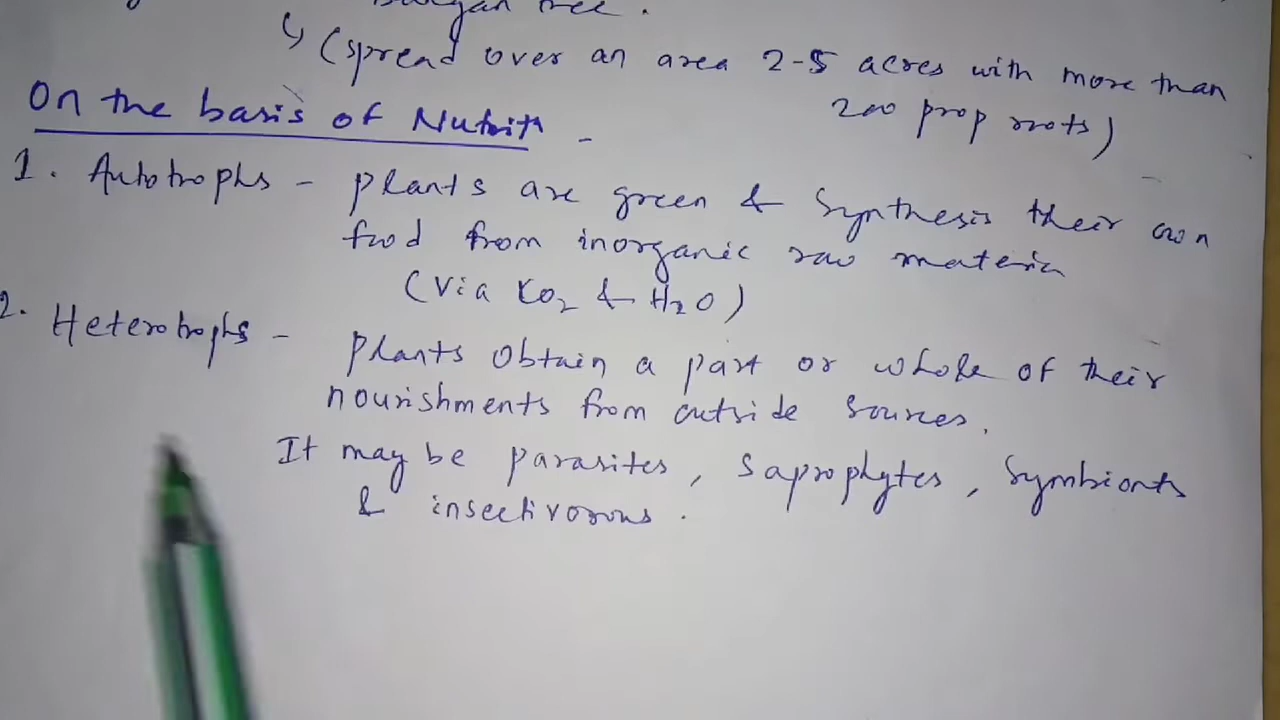 tree.
↳ (spread over an area 2-5 acres with more than
200 prop roots)
On the basis of Nutrith -
1. Autotrophs - plants are green & Synthesis their own
food from inorganic raw materia
(Via CO2 & H2O)
2. Heterotrophs - plants obtain a part or whole of their
nourishments from outside sources.
It may be parasites, saprophytes, symbionts
& insectivorous.